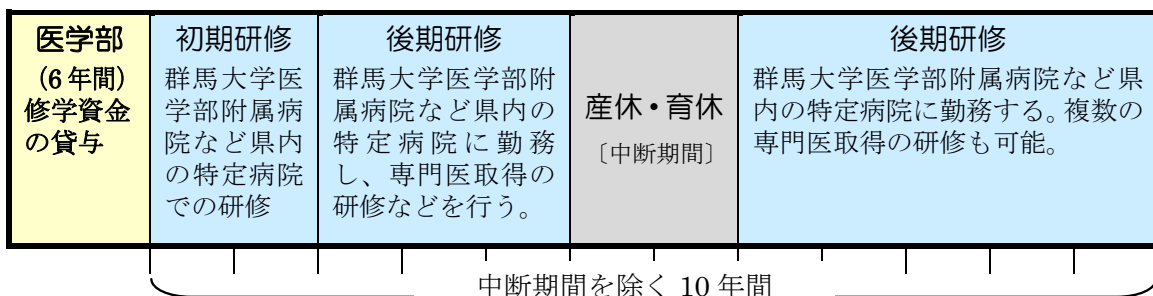 医学部
(6年間)
修学資金
の貸与
初期研修
群馬大学医
学部附属病
院など県内
の特定病院
での研修
後期研修
群馬大学医学部附
属病院など県内の
特定病院に勤務
し、専門医取得の
研修などを行う。
産休・育休
〔中断期間〕
後期研修
群馬大学医学部附属病院など県
内の特定病院に勤務する。複数の
専門医取得の研修も可能。
中断期間を除く 10 年間